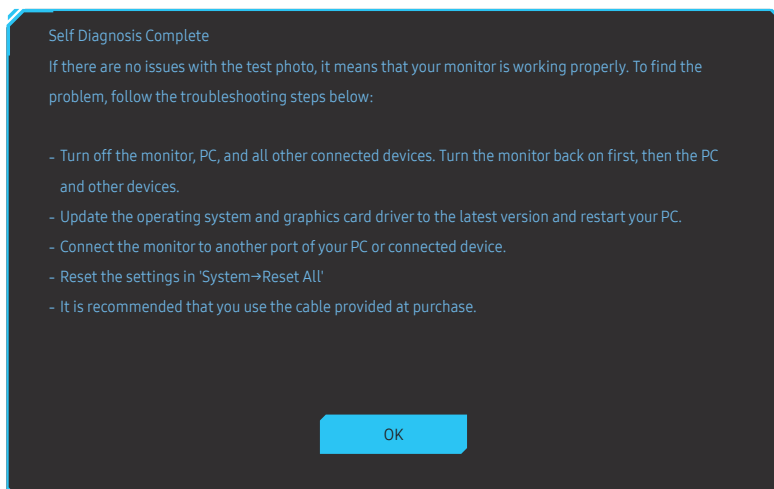 Self Diagnosis Complete
If there are no issues with the test photo, it means that your monitor is working properly. To find the
problem, follow the troubleshooting steps below:
- Turn off the monitor, PC, and all other connected devices. Turn the monitor back on first, then the PC
and other devices.
- Update the operating system and graphics card driver to the latest version and restart your PC.
- Connect the monitor to another port of your PC or connected device.
- Reset the settings in 'System→Reset All'
- It is recommended that you use the cable provided at purchase.
OK